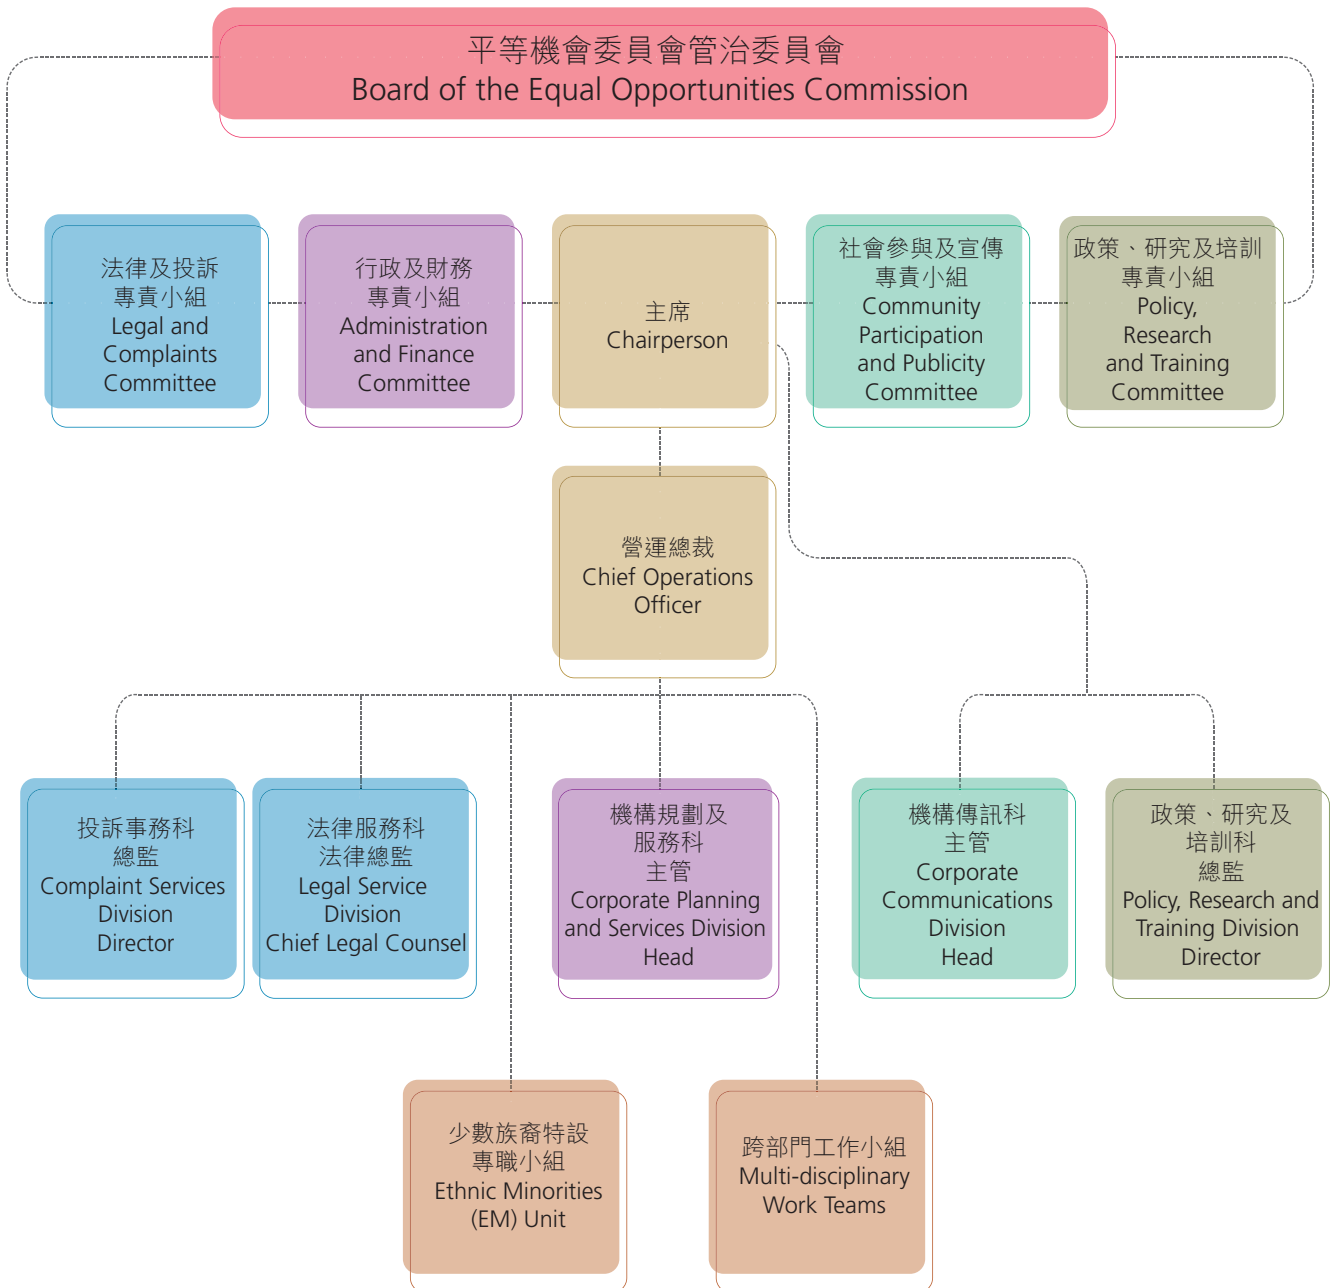 平等機會委員會管治委員會
Board of the Equal Opportunities Commission
法律及投訴
專責小組
Legal and
Complaints
Committee
行政及財務
專責小組
Administration
and Finance
Committee
主席
Chairperson
社會參與及宣傳
專責小組
Community
Participation
and Publicity
Committee
政策、研究及培訓
專責小組
Policy,
Research
and Training
Committee
營運總裁
Chief Operations
Officer
投訴事務科
總監
Complaint Services
Division
Director
法律服務科
法律總監
Legal Service
Division
Chief Legal Counsel
機構規劃及
服務科
主管
Corporate Planning
and Services Division
Head
機構傳訊科
主管
Corporate
Communications
Division
Head
政策、研究及
培訓科
總監
Policy, Research and
Training Division
Director
少數族裔特設
專職小組
Ethnic Minorities
(EM) Unit
跨部門工作小組
Multi-disciplinary
Work Teams